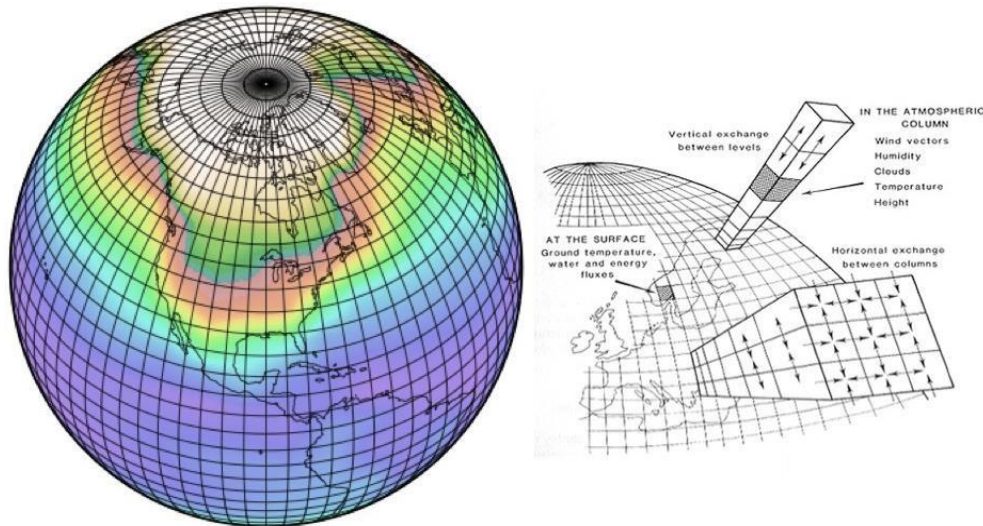 IN THE ATMOSPHERIC
COLUMN
Wind vectors
Humidity
Clouds
Temperature
Height
Vertical exchange
between levels
AT THE SURFACE
Ground temperature,
water and energy
fluxes
Horizontal exchange
between columns